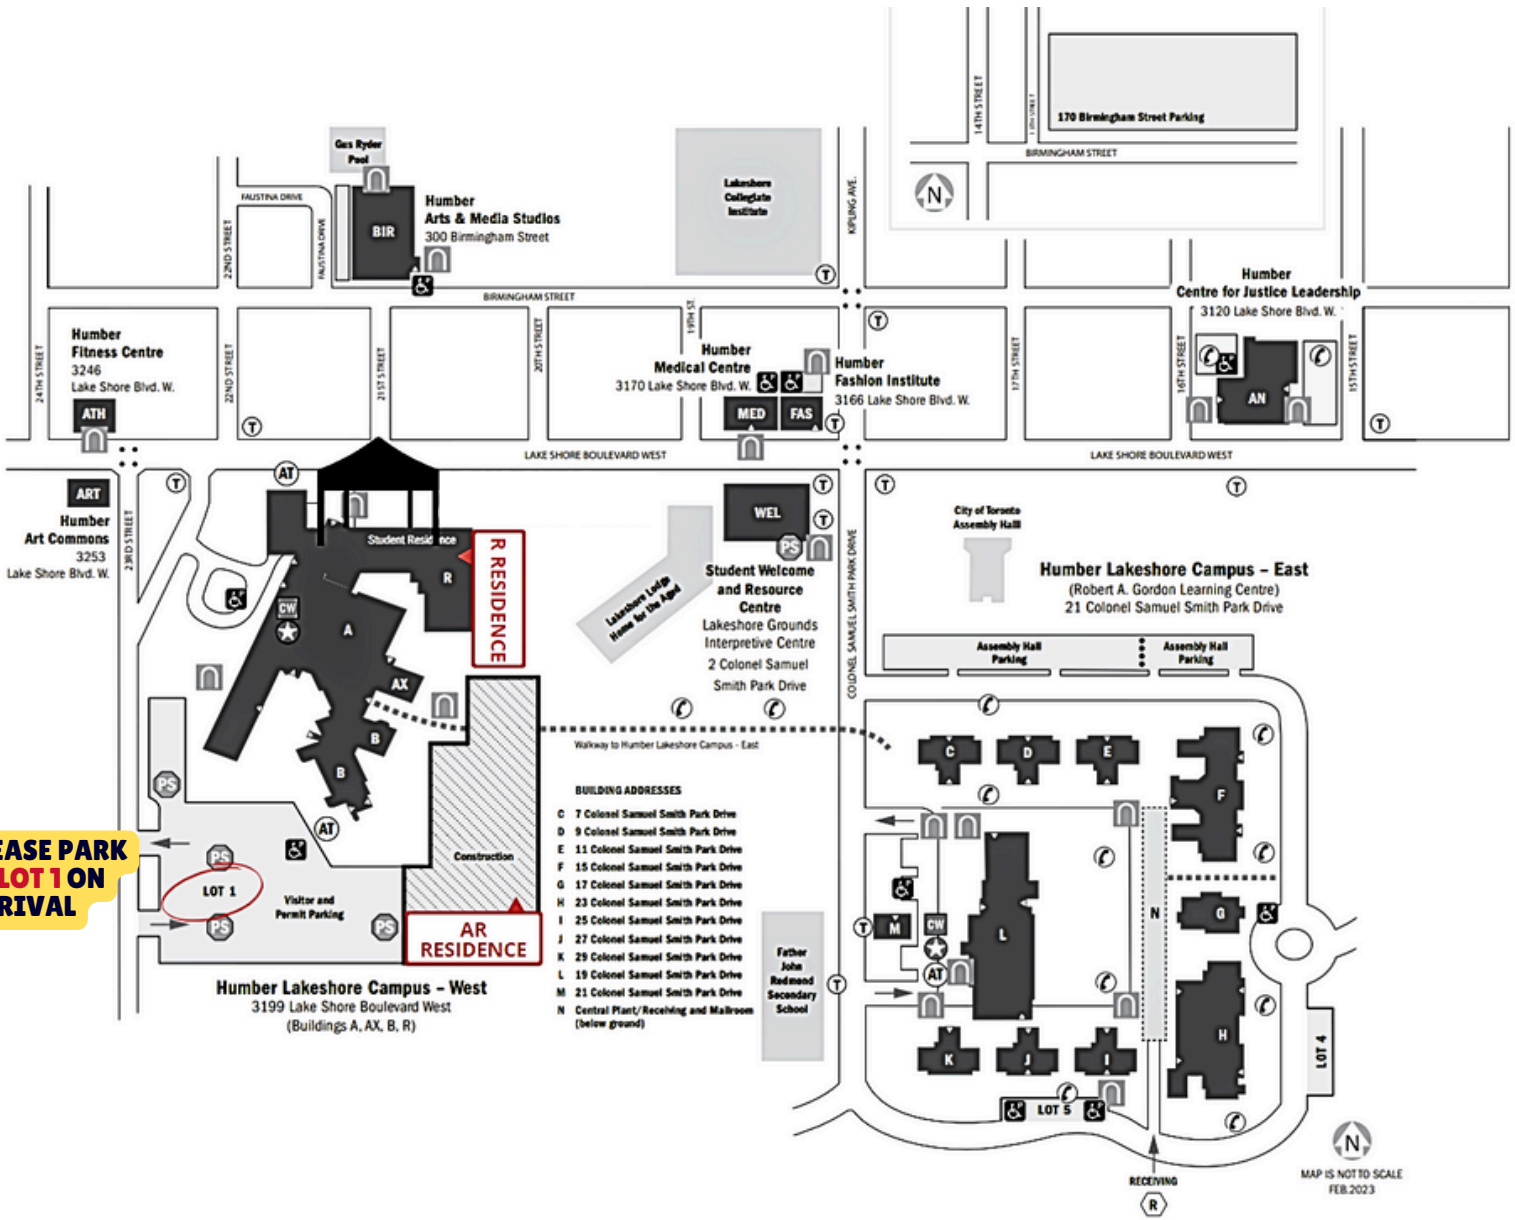 14TH STREET
170 Birmingham Street Parking
BIRMINGHAM STREET
N
Gus Ryder
Pool
FAUSTINA DRIVE
FAUSTINA DRIVE
22ND STREET
BIR
Humber
Arts & Media Studios
300 Birmingham Street
Lakeshore
Collegiate
Institute
KIPLING AVE.
T
BIRMINGHAM STREET
Humber
Centre for Justice Leadership
3120 Lake Shore Blvd. W.
Humber
Fitness Centre
3246
Lake Shore Blvd. W.
ATH
24TH STREET
22ND STREET
21ST STREET
20TH STREET
19TH ST.
Humber
Medical Centre
3170 Lake Shore Blvd. W.
MED
FAS
T
Humber
Fashion Institute
3166 Lake Shore Blvd. W.
T
17TH STREET
16TH STREET
15TH STREET
AN
T
T
LAKE SHORE BOULEVARD WEST
LAKE SHORE BOULEVARD WEST
AT
T
T
T
T
ART
Humber
Art Commons
3253
Lake Shore Blvd. W.
23RD STREET
Student Residence
R
R RESIDENCE
CW
A
AX
B
B
AT
WEL
T
PS
Student Welcome
and Resource
Centre
Lakeshore Grounds
Interpretive Centre
2 Colonel Samuel
Smith Park Drive
Lakeshore Lodge
Home for the Aged
COLONEL SAMUEL SMITH PARK DRIVE
City of Toronto
Assembly Halll
Humber Lakeshore Campus – East
(Robert A. Gordon Learning Centre)
21 Colonel Samuel Smith Park Drive
Assembly Hall
Parking
Assembly Hall
Parking
Walkway to Humber Lakeshore Campus - East
PS
EASE PARK
LOT 1 ON
RIVAL
PS
LOT 1
PS
Visitor and
Permit Parking
PS
Construction
AR
RESIDENCE
Humber Lakeshore Campus – West
3199 Lake Shore Boulevard West
(Buildings A, AX, B, R)
BUILDING ADDRESSES
C 7 Colonel Samuel Smith Park Drive
D 9 Colonel Samuel Smith Park Drive
E 11 Colonel Samuel Smith Park Drive
F 15 Colonel Samuel Smith Park Drive
G 17 Colonel Samuel Smith Park Drive
H 23 Colonel Samuel Smith Park Drive
I 25 Colonel Samuel Smith Park Drive
J 27 Colonel Samuel Smith Park Drive
K 29 Colonel Samuel Smith Park Drive
L 19 Colonel Samuel Smith Park Drive
M 21 Colonel Samuel Smith Park Drive
N Central Plant/Receiving and Mailroom
(below ground)
Father
John
Redmond
Secondary
School
T
T
C
D
E
F
G
H
M
CW
AT
L
N
K
J
I
LOT 5
LOT 4
RECEIVING
R
N
MAP IS NOT TO SCALE
FEB.2023